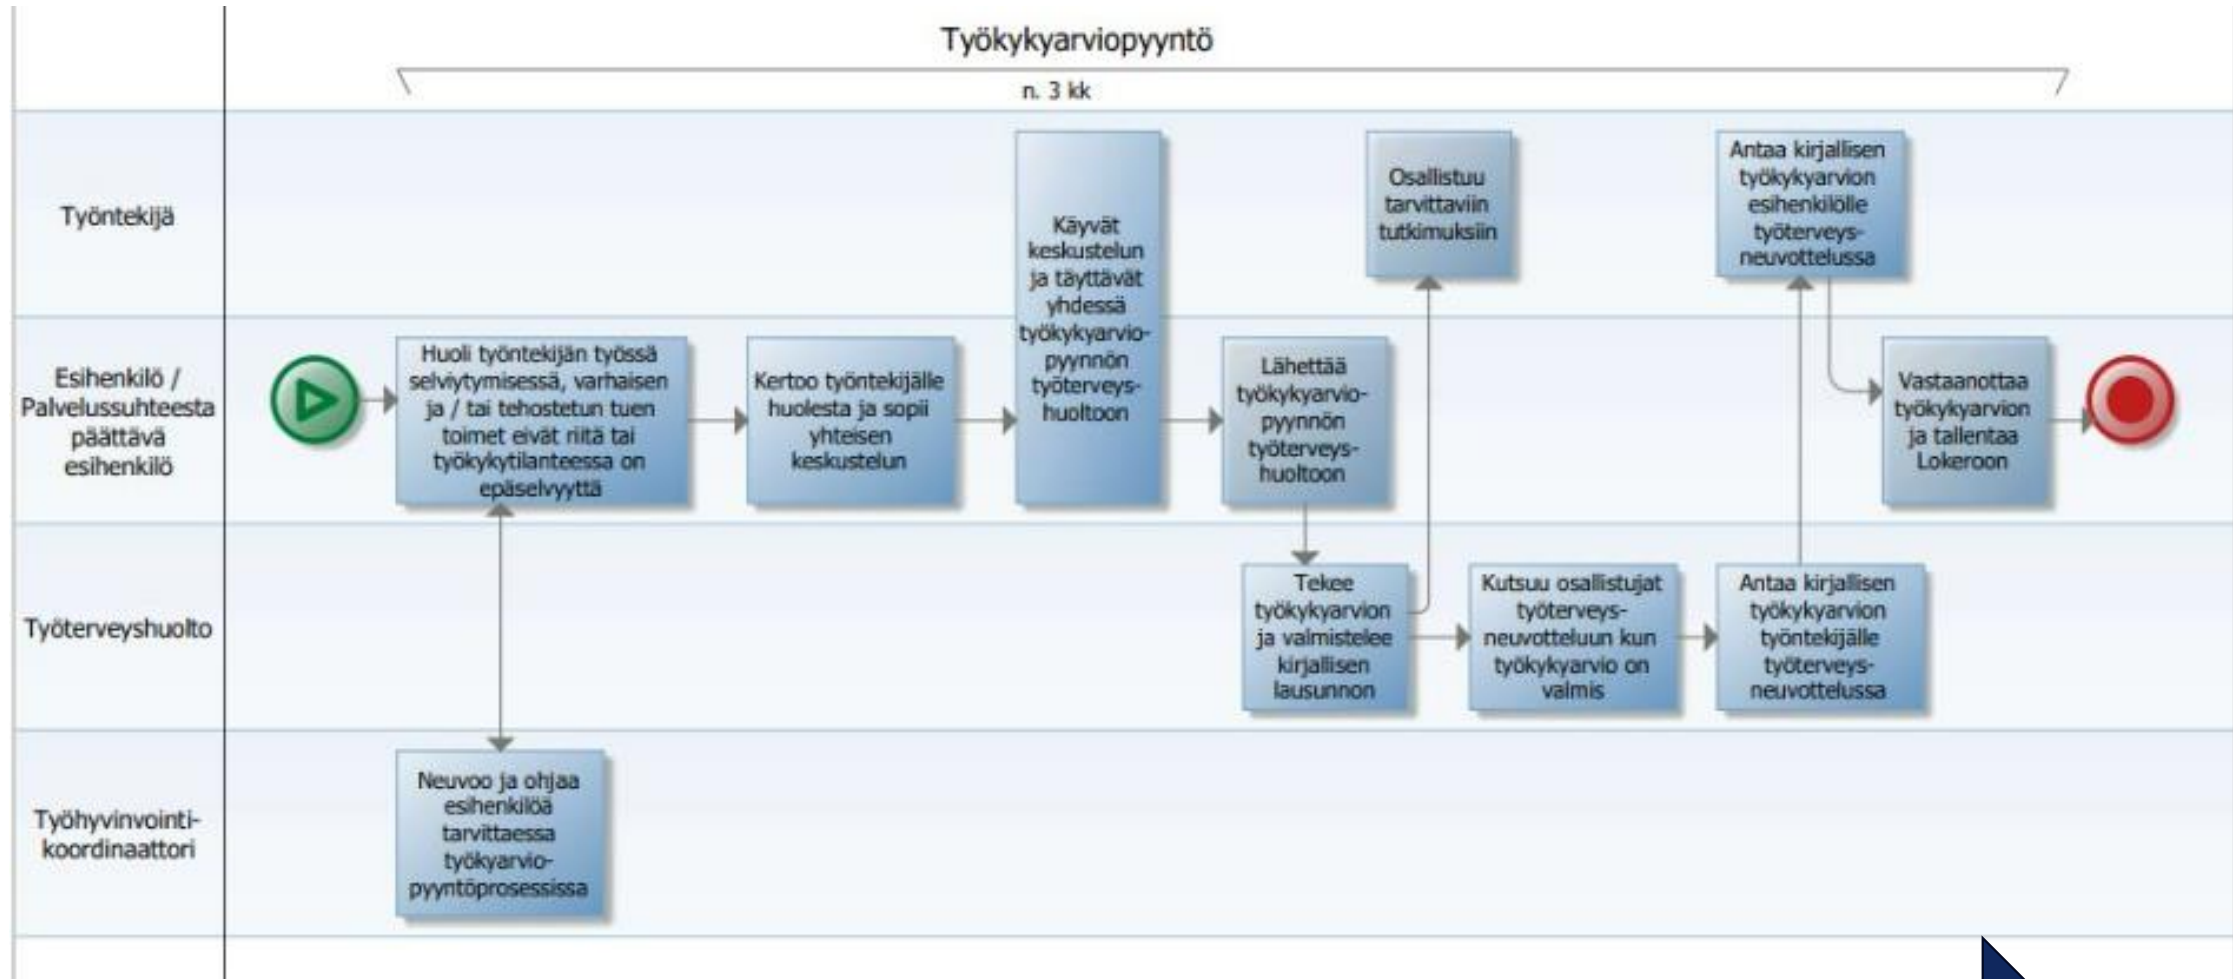 Työkykyarviopyyntö
n. 3 kk
Työntekijä
Käyvät
keskustelun
ja täyttävät
yhdessä
työkykyarvio-
pyynnön
työterveys-
huoltoon
Osallistuu
tarvittaviin
tutkimuksiin
Antaa kirjallisen
työkykyarvion
esihenkilölle
työterveys-
neuvottelussa
Esihenkilö /
Palvelussuhteesta
päättävä
esihenkilö
Huoli työntekijän työssä
selviytymisessä, varhaisen
ja / tai tehostetun tuen
toimet eivät riitä tai
työkykytilanteessa on
epäselvyyttä
Kertoo työntekijälle
huolesta ja sopii
yhteisen
keskustelun
Lähettää
työkykyarvio-
pyynnön
työterveys-
huoltoon
Vastaanottaa
työkykyarvion
ja tallentaa
Lokeroon
Työterveyshuolto
Tekee
työkykyarvion
ja valmistelee
kirjallisen
lausunnon
Kutsuu osallistujat
työterveys-
neuvotteluun kun
työkykyarvio on
valmis
Antaa kirjallisen
työkykyarvion
työntekijälle
työterveys-
neuvottelussa
Työhyvinvointi-
koordinaattori
Neuvoo ja ohjaa
esihenkilöä
tarvittaessa
työkyarvio-
pyyntöprosessissa